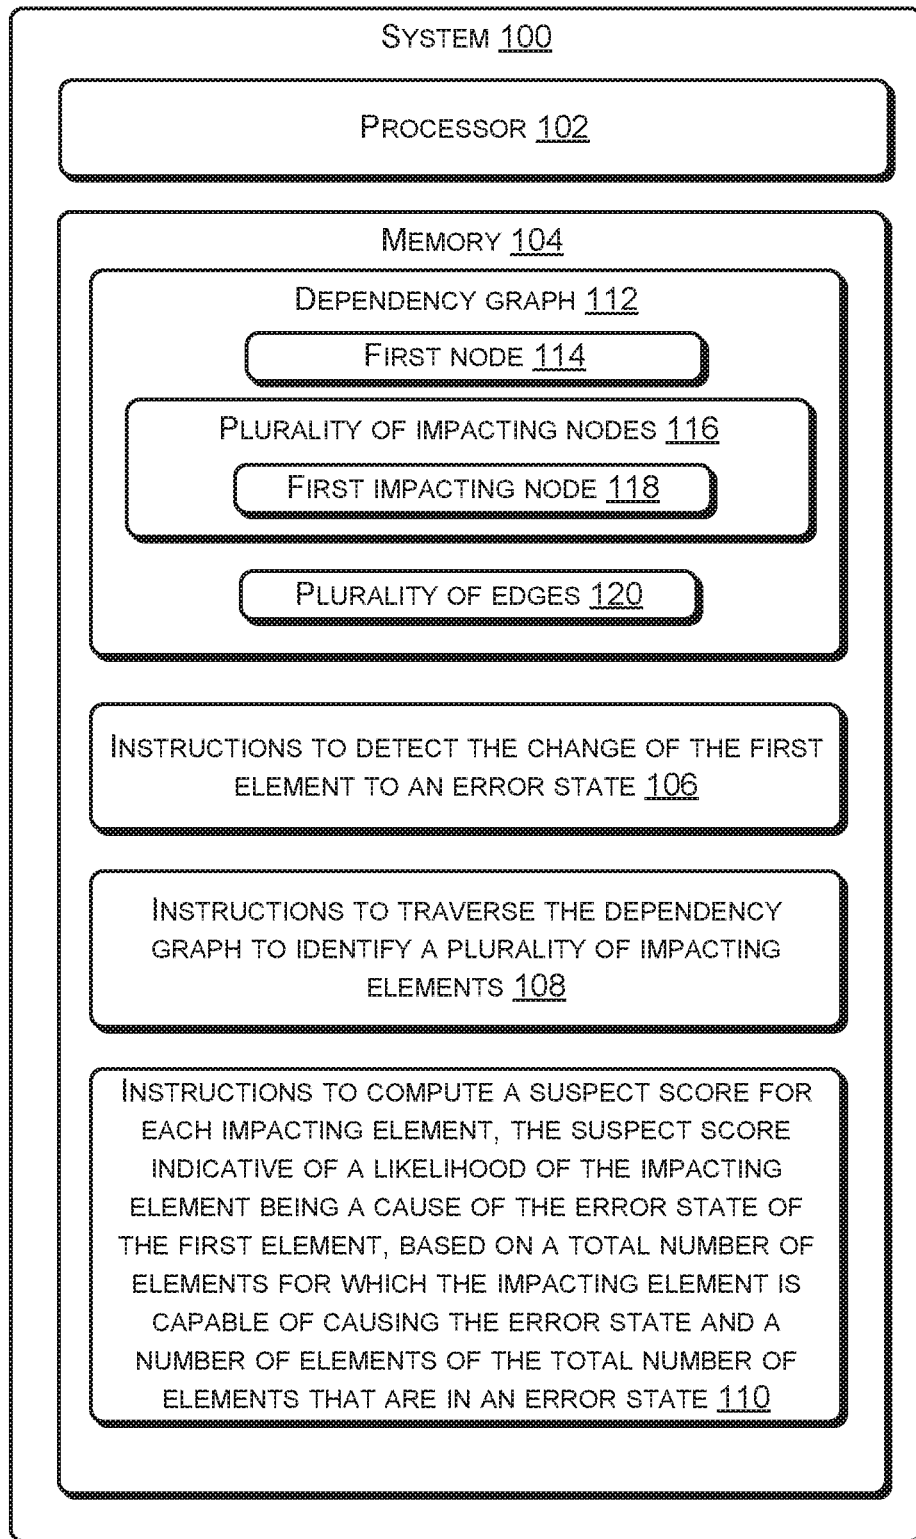 SYSTEM 100
PROCESSOR 102
MEMORY 104
DEPENDENCY GRAPH 112
FIRST NODE 114
PLURALITY OF IMPACTING NODES 116
FIRST IMPACTING NODE 118
PLURALITY OF EDGES 120
INSTRUCTIONS TO DETECT THE CHANGE OF THE FIRST
ELEMENT TO AN ERROR STATE 106
INSTRUCTIONS TO TRAVERSE THE DEPENDENCY
GRAPH TO IDENTIFY A PLURALITY OF IMPACTING
ELEMENTS 108
INSTRUCTIONS TO COMPUTE A SUSPECT SCORE FOR
EACH IMPACTING ELEMENT, THE SUSPECT SCORE
INDICATIVE OF A LIKELIHOOD OF THE IMPACTING
ELEMENT BEING A CAUSE OF THE ERROR STATE OF
THE FIRST ELEMENT, BASED ON A TOTAL NUMBER OF
ELEMENTS FOR WHICH THE IMPACTING ELEMENT IS
CAPABLE OF CAUSING THE ERROR STATE AND A
NUMBER OF ELEMENTS OF THE TOTAL NUMBER OF
ELEMENTS THAT ARE IN AN ERROR STATE 110